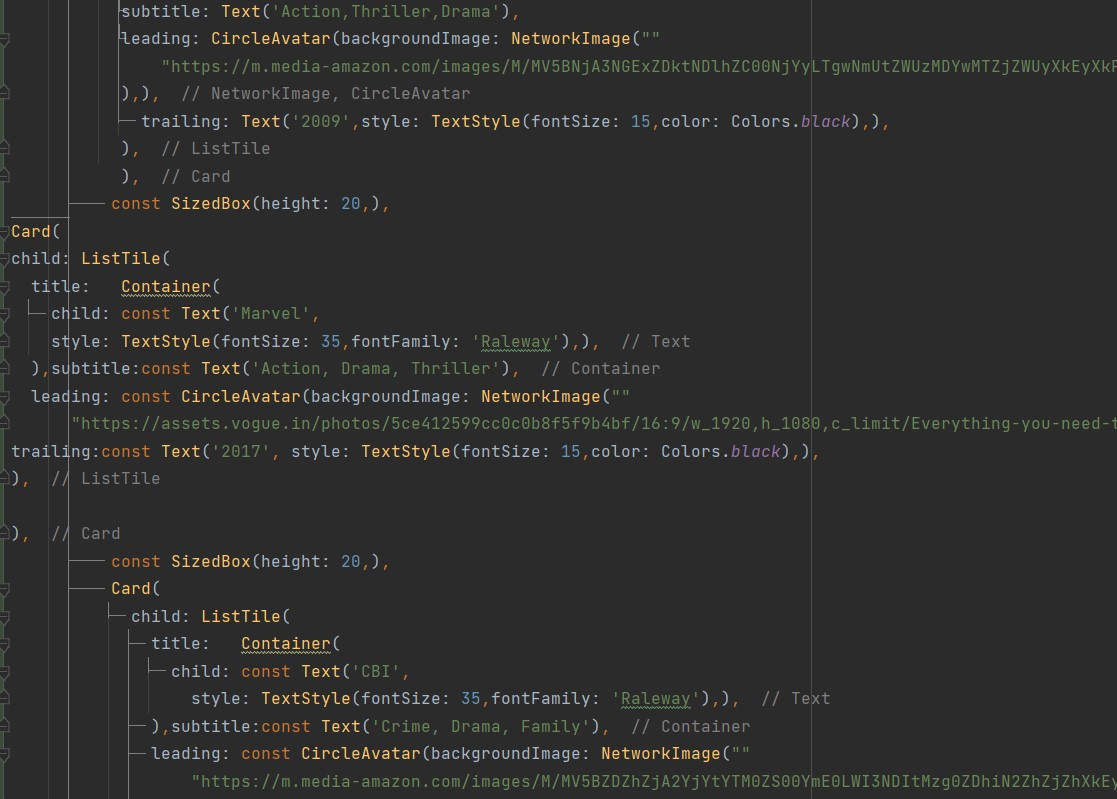 subtitle: Text('Action,Thriller,Drama'),
leading: CircleAvatar(backgroundImage: NetworkImage(""
"https://m.media-amazon.com/images/M/MV5BNjA3NGExZDktNDlhZC00NjYyLTgwNmUtZWUzMDYwMTZjZWUyXkEyXkF
),), // NetworkImage, CircleAvatar
trailing: Text('2009',style: TextStyle(fontSize: 15,color: Colors.black),),
), // ListTile
), // Card
const SizedBox(height: 20,),
Card(
child: ListTile(
title: Container(
child: const Text('Marvel',
style: TextStyle(fontSize: 35,fontFamily: 'Raleway'),), // Text
),subtitle:const Text('Action, Drama, Thriller'), // Container
leading: const CircleAvatar(backgroundImage: NetworkImage(""
"https://assets.vogue.in/photos/5ce412599cc0c0b8f5f9b4bf/16:9/w_1920,h_1080,c_limit/Everything-you-need-t
trailing:const Text('2017', style: TextStyle(fontSize: 15,color: Colors.black),),
), // ListTile
), // Card
const SizedBox(height: 20,),
Card(
child: ListTile(
title: Container(
child: const Text('CBI',
style: TextStyle(fontSize: 35,fontFamily: 'Raleway'),), // Text
),subtitle:const Text('Crime, Drama, Family'), // Container
leading: const CircleAvatar(backgroundImage: NetworkImage(""
"https://m.media-amazon.com/images/M/MV5BZDZhZjA2YjYtYTM0ZS00YmE0LWI3NDItMzg0ZDhiN2ZhZjZhXkEy